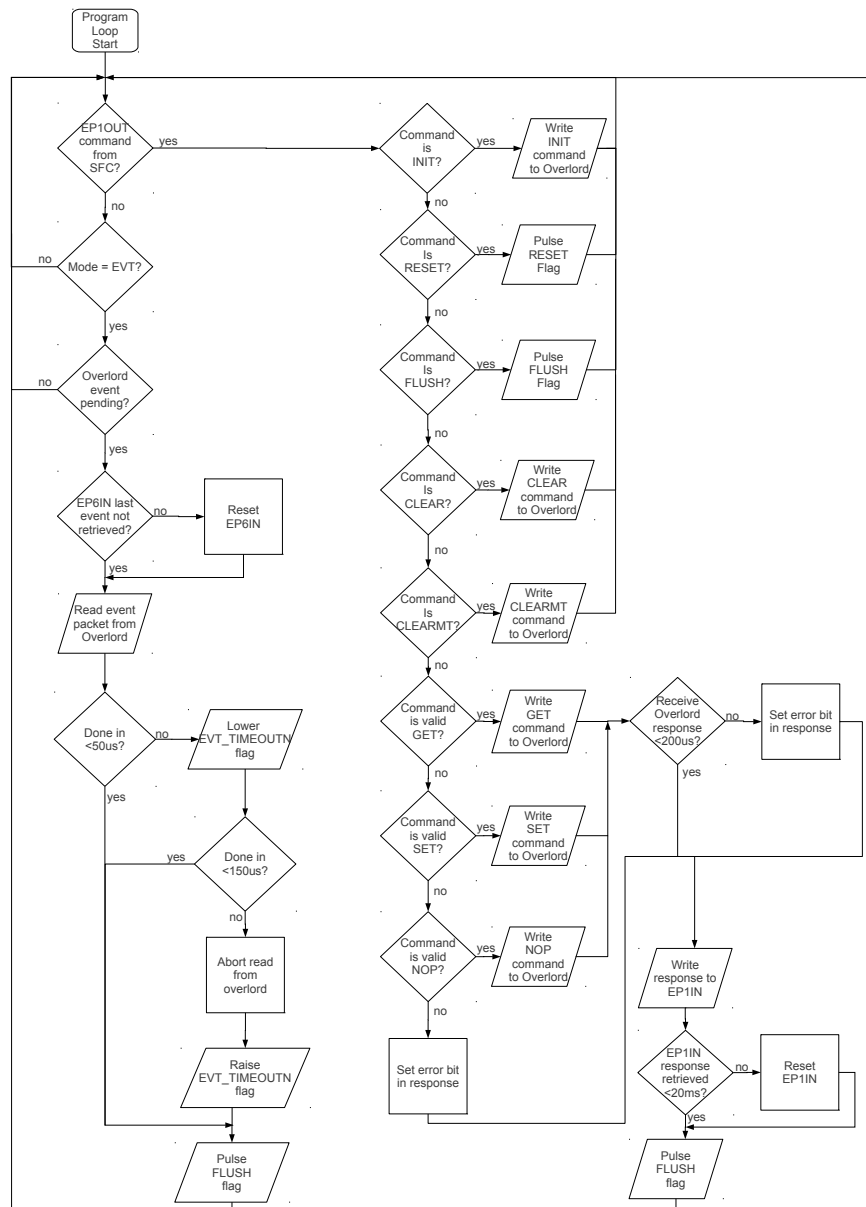 Program
Loop
Start
EP1OUT
command
from
SFC?
yes
no
Mode = EVT?
no
yes
Overlord
event
pending?
no
yes
EP6IN last
event not
retrieved?
no
Reset
EP6IN
yes
Read event
packet from
Overlord
Done in
<50us?
no
Lower
EVT_TIMEOUTN
flag
yes
Done in
<150us?
yes
no
Abort read
from
overlord
Raise
EVT_TIMEOUTN
flag
Pulse
FLUSH
flag
Command
is
INIT?
yes
Write
INIT
command
to Overlord
no
Command
Is
RESET?
yes
Pulse
RESET
Flag
no
Command
Is
FLUSH?
yes
Pulse
FLUSH
Flag
no
Command
Is
CLEAR?
yes
Write
CLEAR
command
to Overlord
no
Command
Is
CLEARMT?
yes
Write
CLEARMT
command
to Overlord
no
Command
is valid
GET?
yes
Write
GET
command
to Overlord
no
Command
is valid
SET?
yes
Write
SET
command
to Overlord
no
Command
is valid
NOP?
yes
Write
NOP
command
to Overlord
no
Set error bit
in response
Receive
Overlord
response
<200us?
no
Set error bit
in response
yes
Write
response to
EP1IN
EP1IN
response
retrieved
<20ms?
no
Reset
EP1IN
yes
Pulse
FLUSH
flag